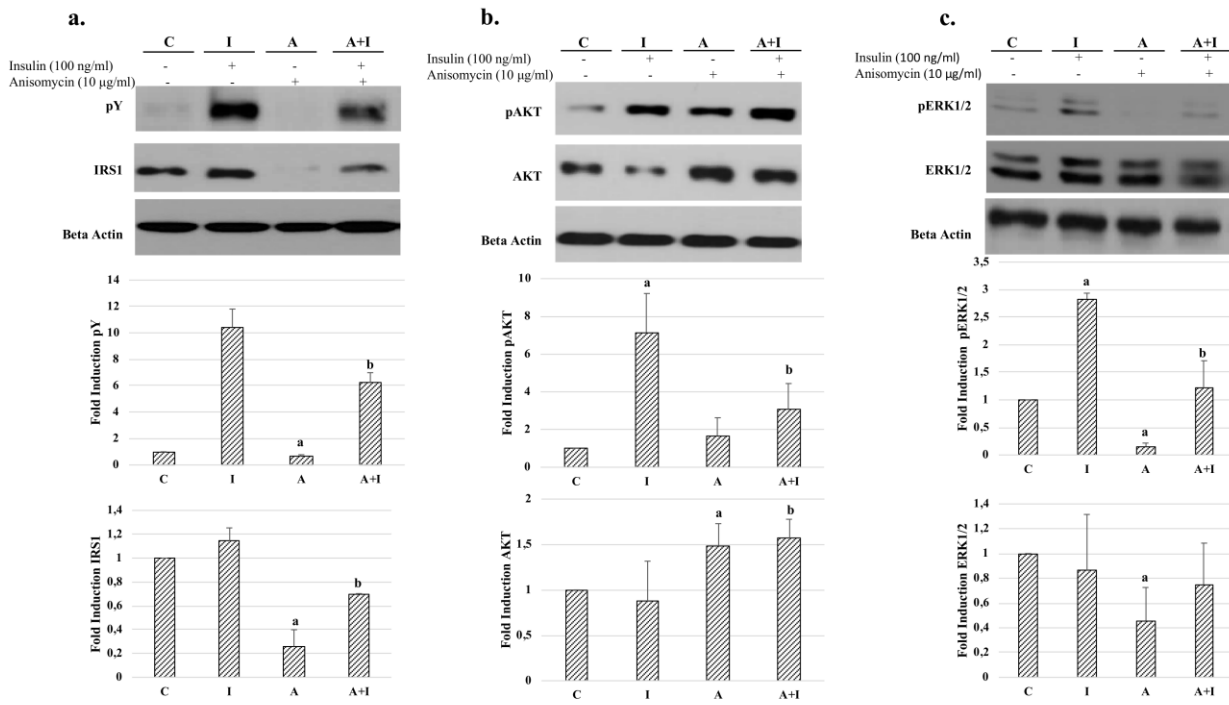 a.
C I A A+I
Insulin (100 ng/ml) - + - +
Anisomycin (10 µg/ml) - - + +
pY
IRS1
Beta Actin
Fold Induction pY
14
12
10
8
6
4
2
0
a
b
C I A A+I
Fold Induction IRS1
1,4
1,2
1
0,8
0,6
0,4
0,2
0
a
b
C I A A+I
b.
C I A A+I
Insulin (100 ng/ml) - + - +
Anisomycin (10 µg/ml) - - + +
pAKT
AKT
Beta Actin
Fold Induction pAKT
10
8
6
4
2
0
a
b
C I A A+I
Fold Induction AKT
2
1,5
1
0,5
0
a
b
C I A A+I
c.
C I A A+I
Insulin (100 ng/ml) - + - +
Anisomycin (10 µg/ml) - - + +
pERK1/2
ERK1/2
Beta Actin
Fold Induction pERK1/2
3,5
3
2,5
2
1,5
1
0,5
0
a
a
b
C I A A+I
Fold Induction ERK1/2
1,4
1,2
1
0,8
0,6
0,4
0,2
0
a
C I A A+I